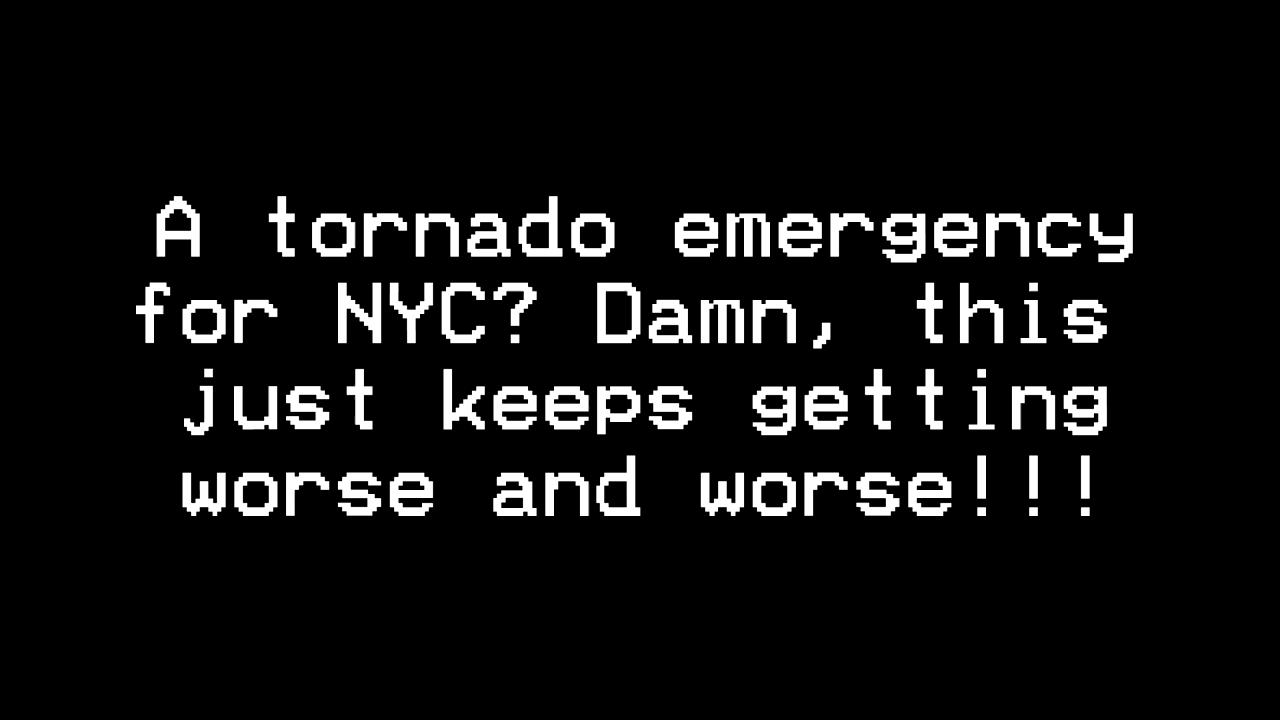 A tornado emergency
for NYC? Damn, this
just keeps getting
worse and worse!!!